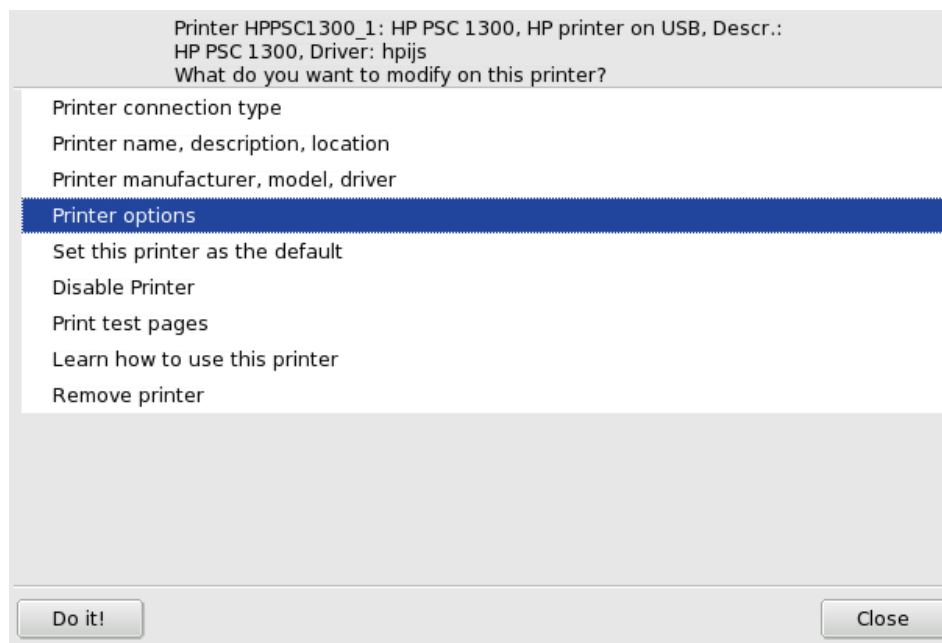 Printer HPPSC1300_1: HP PSC 1300, HP printer on USB, Descr.:
HP PSC 1300, Driver: hpijs
What do you want to modify on this printer?
Printer connection type
Printer name, description, location
Printer manufacturer, model, driver
Printer options
Set this printer as the default
Disable Printer
Print test pages
Learn how to use this printer
Remove printer
Do it!
Close